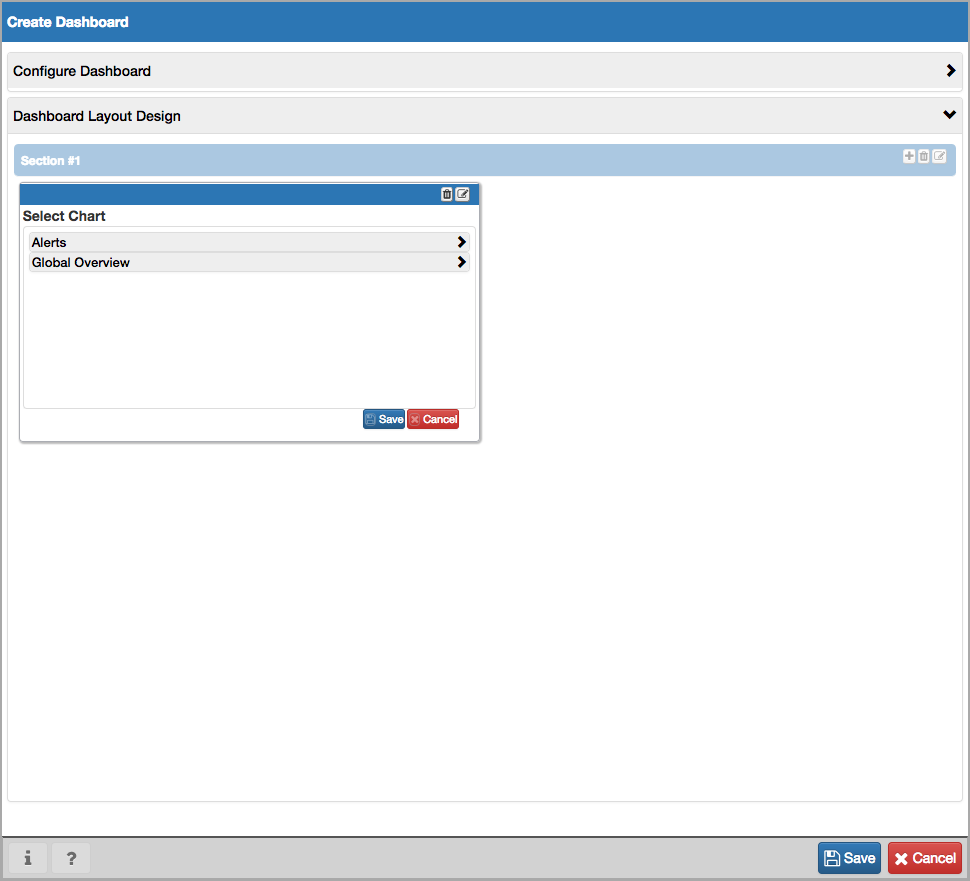 Create Dashboard
Configure Dashboard
Dashboard Layout Design
Section #1
Select Chart
Alerts
Global Overview
Save Cancel
i ? Save Cancel